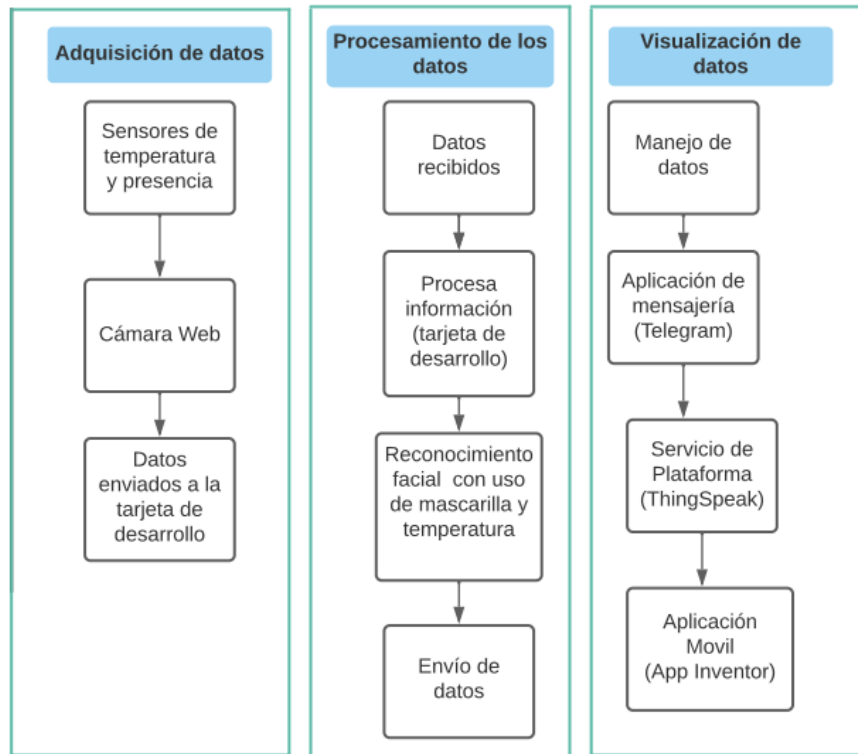 Adquisición de datos
Sensores de
temperatura
y presencia
Cámara Web
Datos
enviados a la
tarjeta de
desarrollo
Procesamiento de los
datos
Datos
recibidos
Procesa
información
(tarjeta de
desarrollo)
Reconocimiento
facial con uso
de mascarilla y
temperatura
Envío de
datos
Visualización de
datos
Manejo de
datos
Aplicación de
mensajería
(Telegram)
Servicio de
Plataforma
(ThingSpeak)
Aplicación
Movil
(App Inventor)